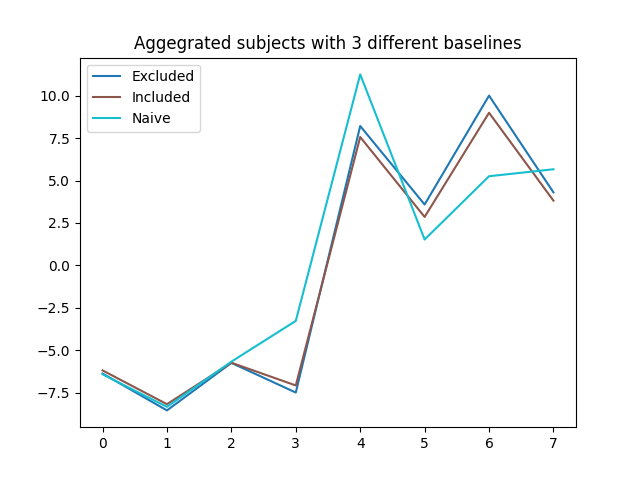 Aggegrated subjects with 3 different baselines
Excluded
Included
Naive
10.0
7.5
5.0
2.5
0.0
−2.5
−5.0
−7.5
0 1 2 3 4 5 6 7